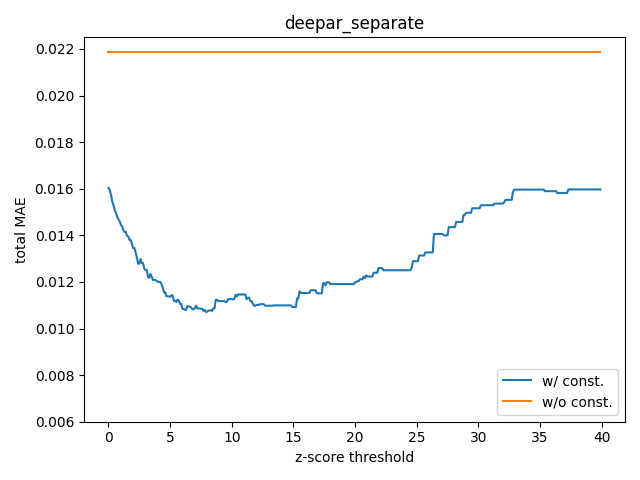 deepar_separate
total MAE
0.022
0.020
0.018
0.016
0.014
0.012
0.010
0.008
0.006
0 5 10 15 20 25 30 35 40
z-score threshold
w/ const.
w/o const.